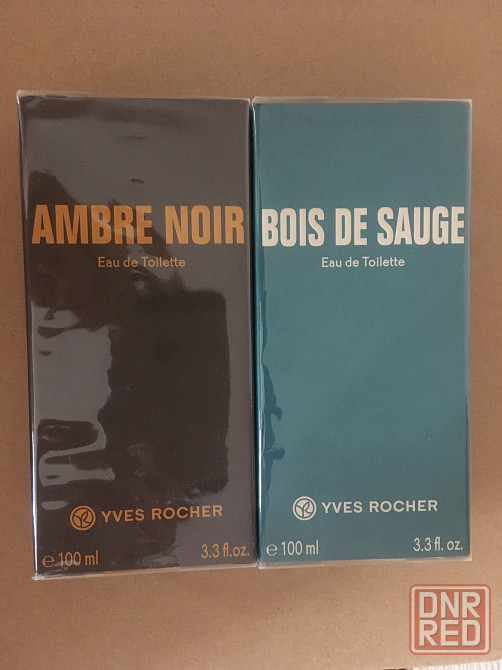 AMBRE NOIR
Eau de Toilette
YVES ROCHER
℮ 100 ml 3.3 fl.oz.
BOIS DE SAUGE
Eau de Toilette
YVES ROCHER
℮ 100 ml 3.3 fl. oz.
DNR
RED